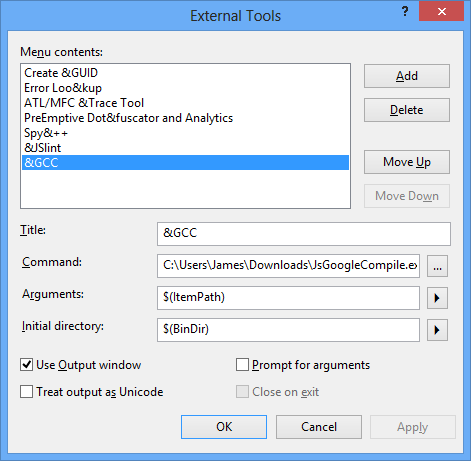 External Tools
?
Menu contents:
Create &GUID
Error Loo&kup
ATL/MFC &Trace Tool
PreEmptive Dot&fuscator and Analytics
Spy&++
&JSlint
&GCC
Add
Delete
Move Up
Move Down
Title:
&GCC
Command:
C:\Users\James\Downloads\JsGoogleCompile.ex
...
Arguments:
$(ItemPath)
Initial directory:
$(BinDir)
Use Output window
Prompt for arguments
Treat output as Unicode
Close on exit
OK
Cancel
Apply